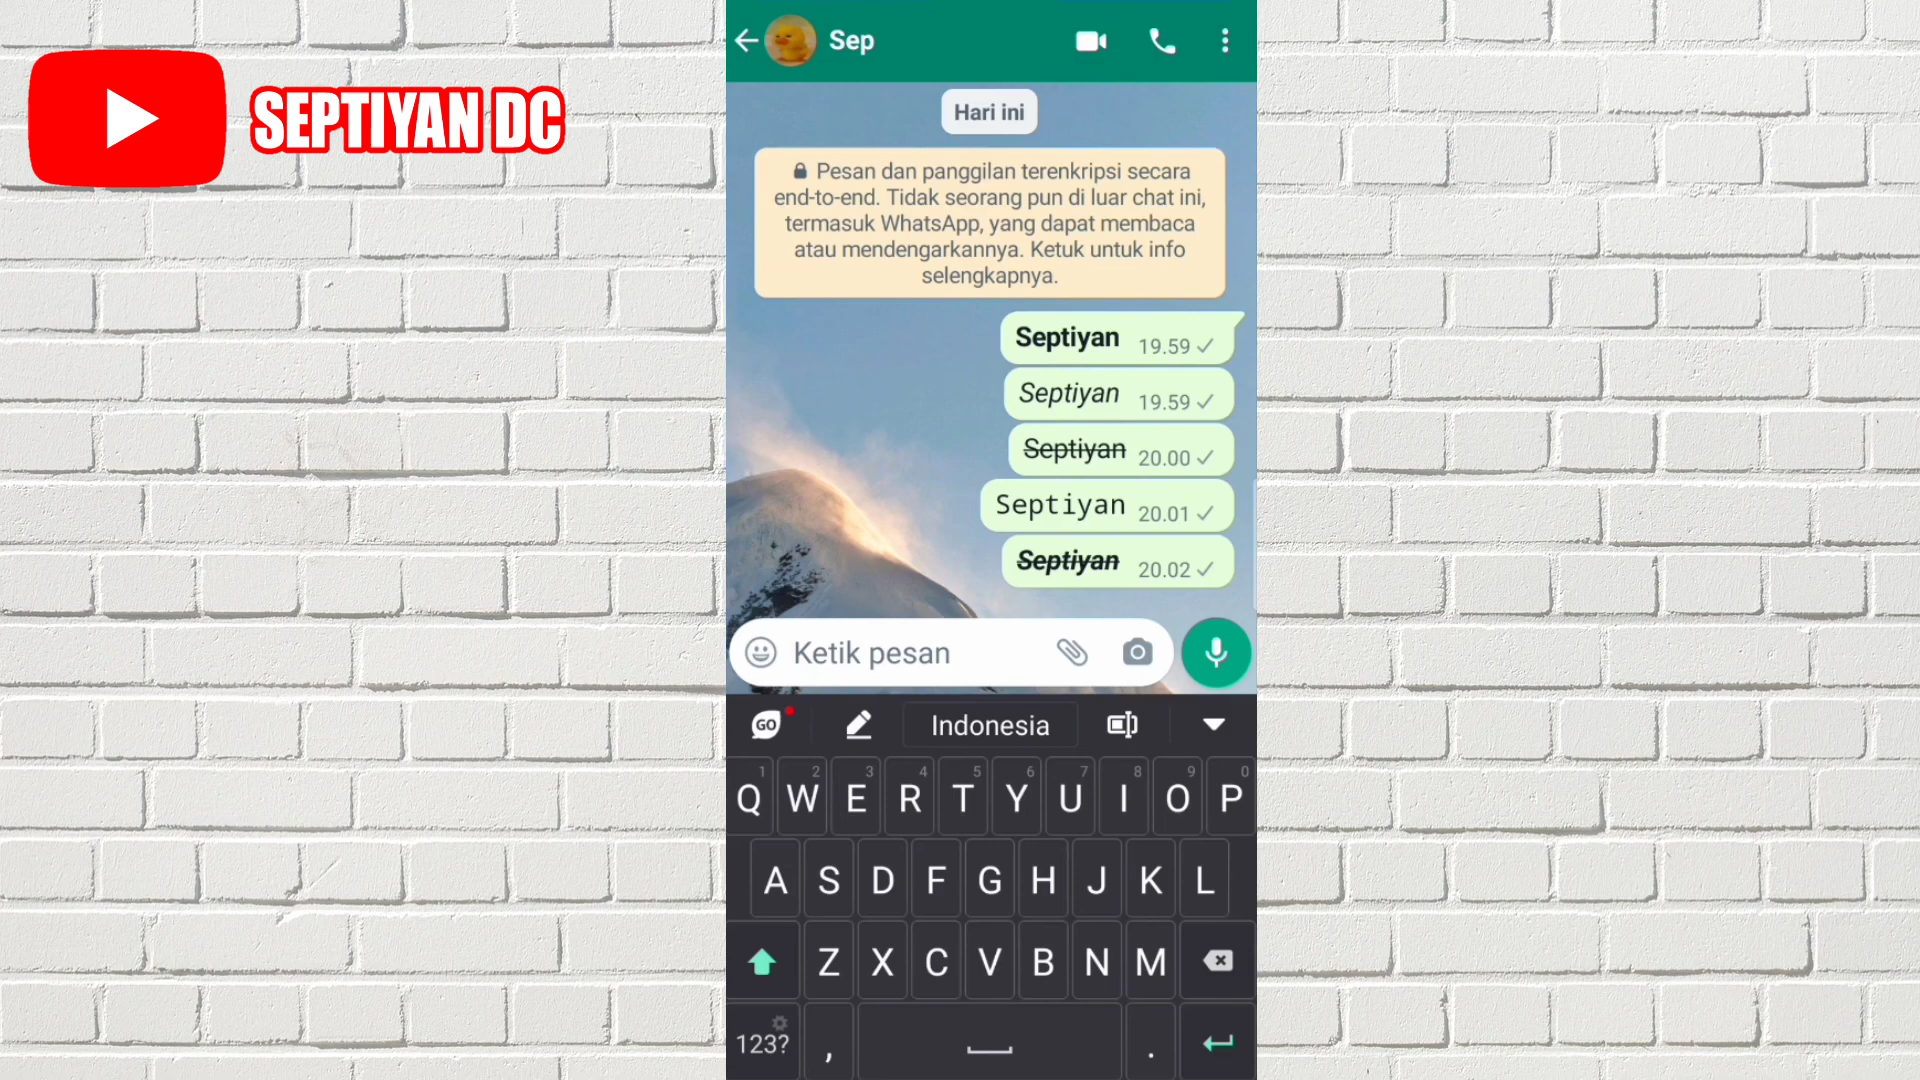 SEPTIYAN DC
Sep
Hari ini
Pesan dan panggilan terenkripsi secara
end-to-end. Tidak seorang pun di luar chat ini,
termasuk WhatsApp, yang dapat membaca
atau mendengarkannya. Ketuk untuk info
selengkapnya.
Septiyan 19.59
Septiyan 19.59
Septiyan 20.00
Septiyan 20.01
Septiyan 20.02
Ketik pesan
GO Indonesia
1 2 3 4 5 6 7 8 9 0
Q W E R T Y U I O P
A S D F G H J K L
Z X C V B N M
123? , .